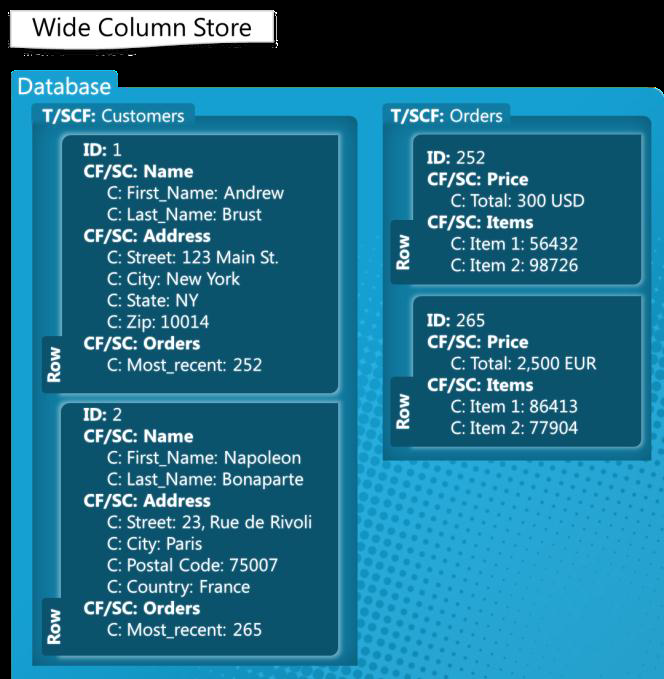 Wide Column Store
Database
T/SCF: Customers
ID: 1
CF/SC: Name
C: First_Name: Andrew
C: Last_Name: Brust
CF/SC: Address
C: Street: 123 Main St.
C: City: New York
C: State: NY
C: Zip: 10014
CF/SC: Orders
C: Most_recent: 252
Row
ID: 2
CF/SC: Name
C: First_Name: Napoleon
C: Last_Name: Bonaparte
CF/SC: Address
C: Street: 23, Rue de Rivoli
C: City: Paris
C: Postal Code: 75007
C: Country: France
CF/SC: Orders
C: Most_recent: 265
Row
T/SCF: Orders
ID: 252
CF/SC: Price
C: Total: 300 USD
CF/SC: Items
C: Item 1: 56432
C: Item 2: 98726
Row
ID: 265
CF/SC: Price
C: Total: 2,500 EUR
CF/SC: Items
C: Item 1: 86413
C: Item 2: 77904
Row